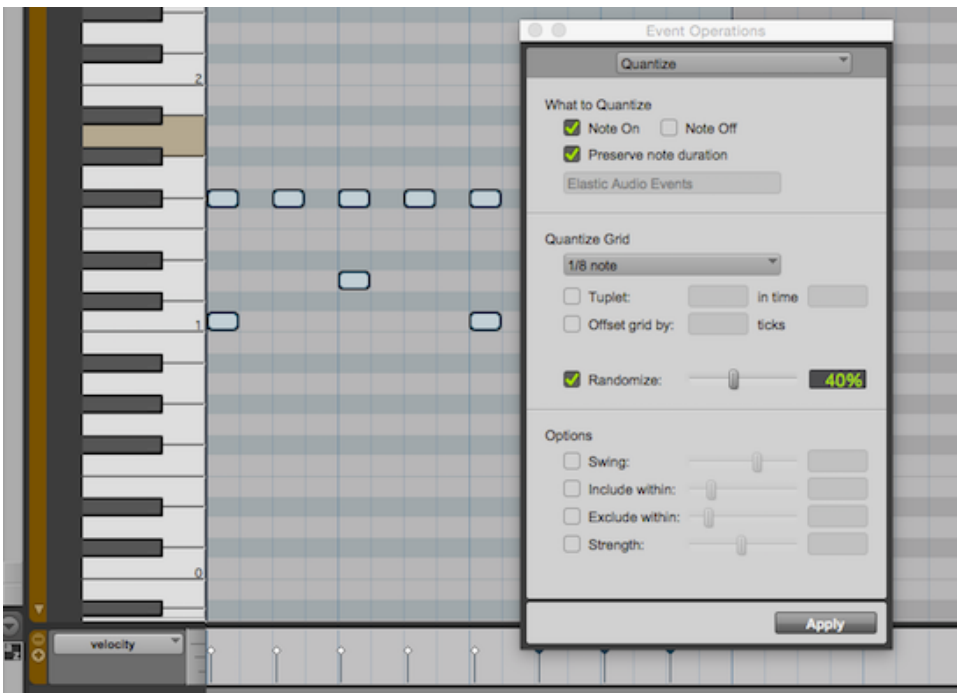 Event Operations
Quantize
2
What to Quantize
Note On Note Off
Preserve note duration
Elastic Audio Events
Quantize Grid
1/8 note
Tuplet: in time
Offset grid by: ticks
1
Randomize: 40%
Options
Swing:
Include within:
Exclude within:
Strength:
0
Apply
velocity